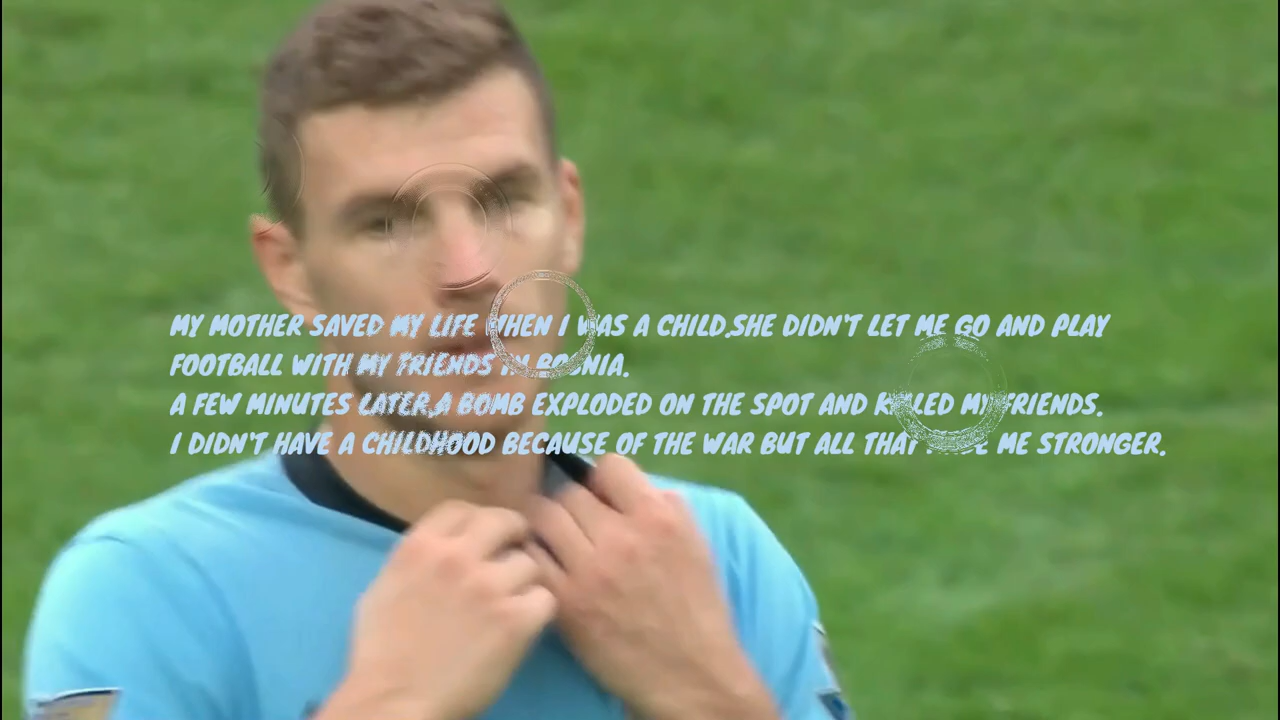 MY MOTHER SAVED MY LIFE WHEN I WAS A CHILD,SHE DIDN'T LET ME GO AND PLAY
FOOTBALL WITH MY FRIENDS IN BOSNIA.
A FEW MINUTES LATER,A BOMB EXPLODED ON THE SPOT AND KILLED MY FRIENDS.
I DIDN'T HAVE A CHILDHOOD BECAUSE OF THE WAR BUT ALL THAT ME STRONGER.